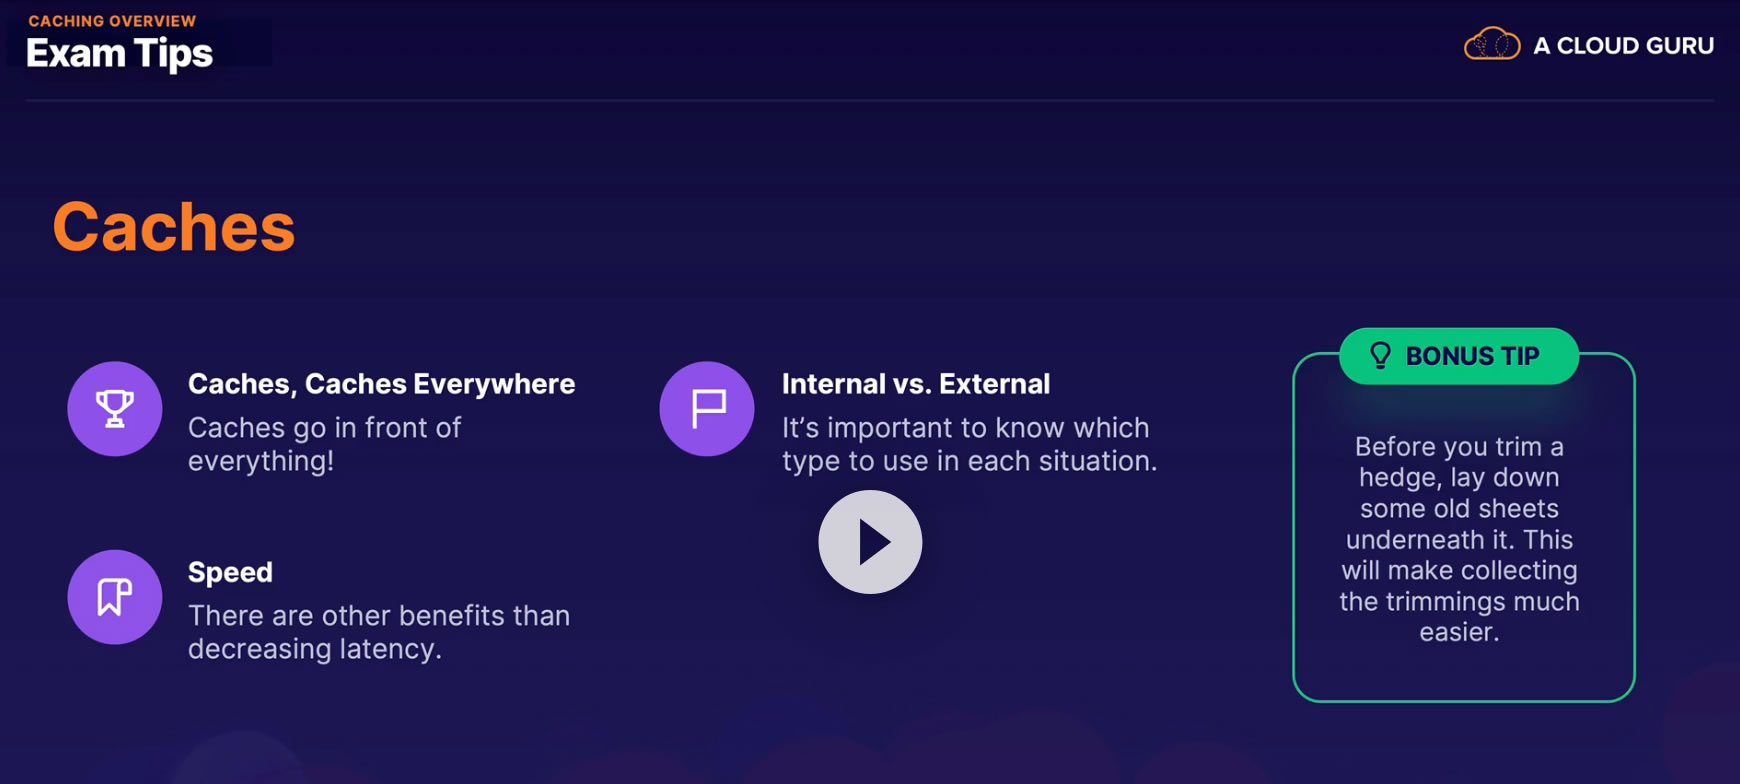 CACHING OVERVIEW
Exam Tips
A CLOUD GURU
Caches
Caches, Caches Everywhere
Caches go in front of
everything!
Internal vs. External
It's important to know which
type to use in each situation.
Speed
There are other benefits than
decreasing latency.
BONUS TIP
Before you trim a
hedge, lay down
some old sheets
underneath it. This
will make collecting
the trimmings much
easier.